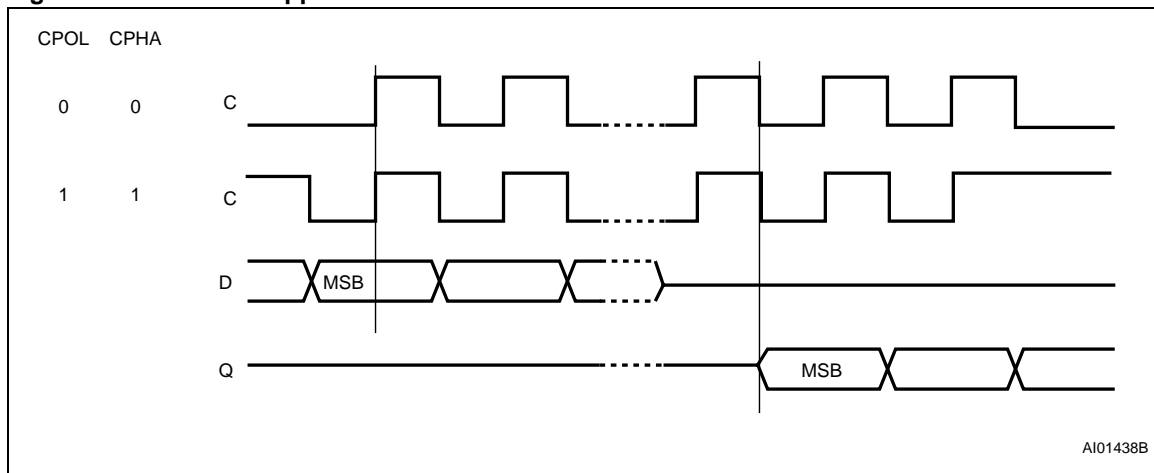 CPOL CPHA
0 0 C
1 1 C
D MSB
Q MSB
AI01438B